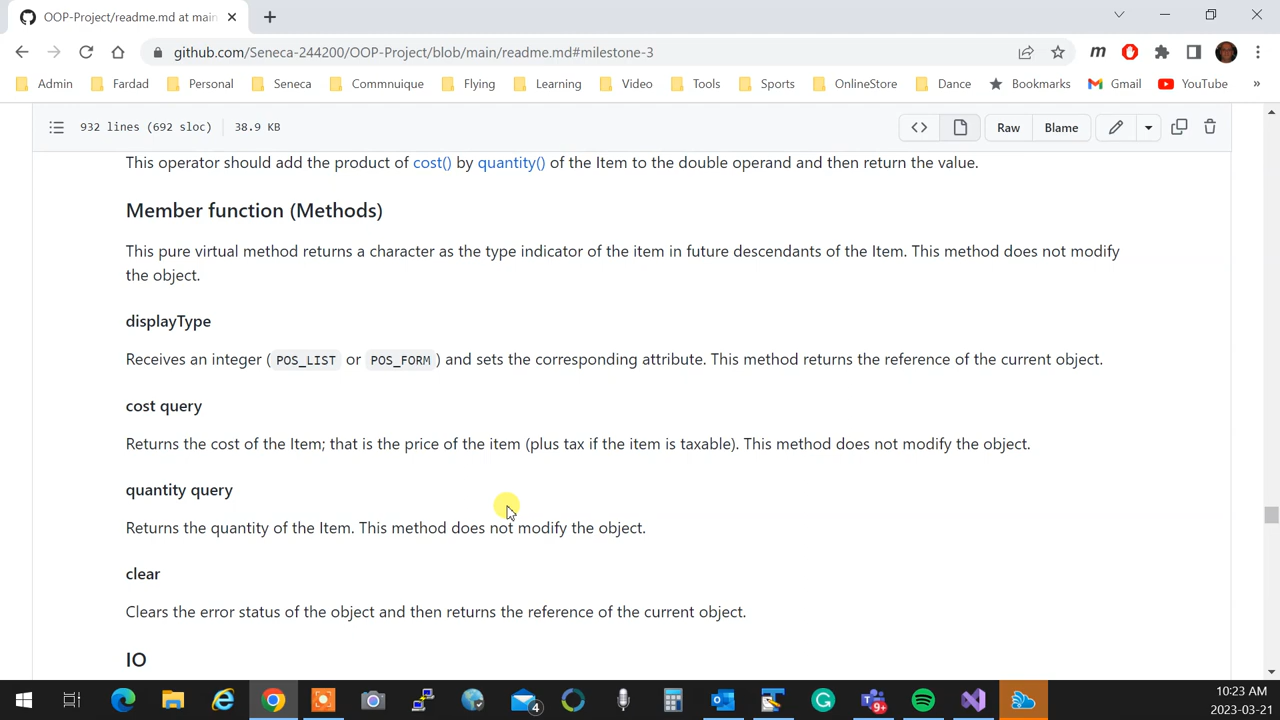 OOP-Project/readme.md at main
github.com/Seneca-244200/OOP-Project/blob/main/readme.md#milestone-3
Admin Fardad Personal Seneca Commnuique Flying Learning Video Tools Sports OnlineStore Dance Bookmarks Gmail YouTube »
932 lines (692 sloc) 38.9 KB Raw Blame
This operator should add the product of cost() by quantity() of the Item to the double operand and then return the value.
Member function (Methods)
This pure virtual method returns a character as the type indicator of the item in future descendants of the Item. This method does not modify
the object.
displayType
Receives an integer ( POS_LIST or POS_FORM ) and sets the corresponding attribute. This method returns the reference of the current object.
cost query
Returns the cost of the Item; that is the price of the item (plus tax if the item is taxable). This method does not modify the object.
quantity query
Returns the quantity of the Item. This method does not modify the object.
clear
Clears the error status of the object and then returns the reference of the current object.
IO
4
9+
10:23 AM
2023-03-21